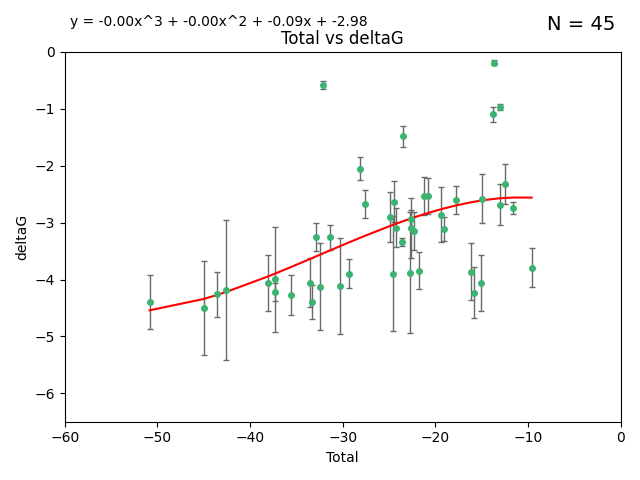 y = -0.00x^3 + -0.00x^2 + -0.09x + -2.98
N = 45
Total vs deltaG
0
−1
−2
−3
−4
−5
−6
deltaG
−60 −50 −40 −30 −20 −10 0
Total